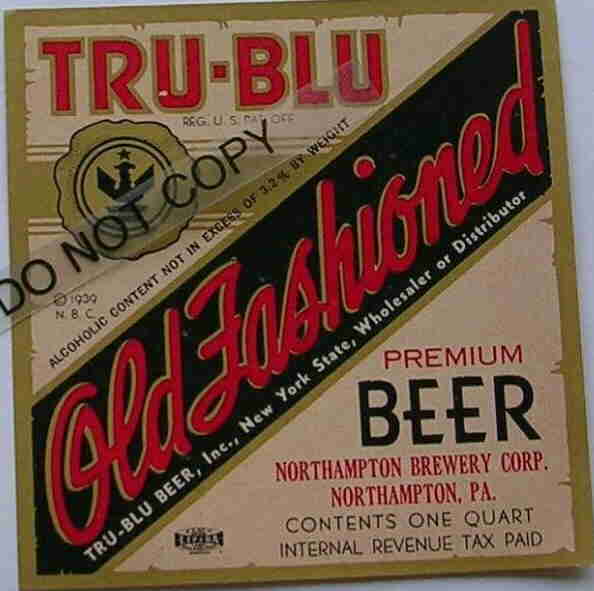 TRU-BLU
REG. U. S. PAT. OFF.
DO NOT COPY
© 1939
N. B. C.
ALCOHOLIC CONTENT NOT IN EXCESS OF 3.2% BY WEIGHT
Old Fashioned
TRU-BLU BEER, Inc., New York State, Wholesaler or Distributor
PREMIUM
BEER
NORTHAMPTON BREWERY CORP.
NORTHAMPTON, PA.
CONTENTS ONE QUART
INTERNAL REVENUE TAX PAID